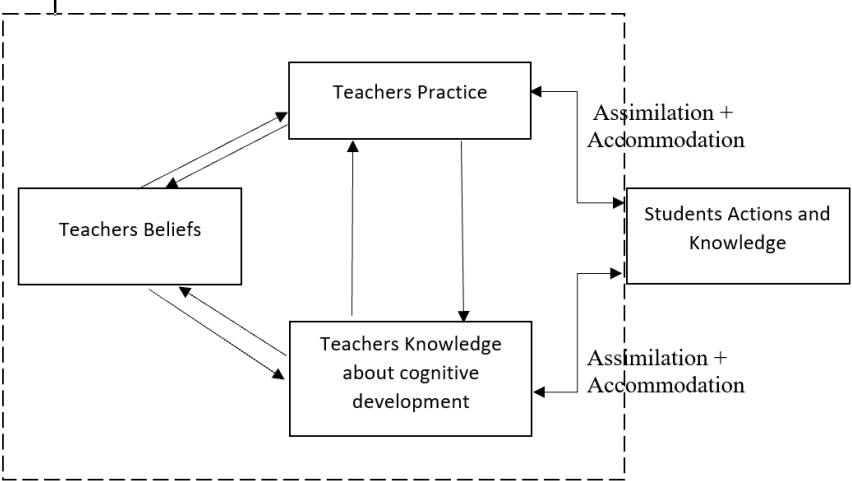 Teachers Practice
Assimilation +
Accommodation
Teachers Beliefs
Students Actions and
Knowledge
Teachers Knowledge
about cognitive
development
Assimilation +
Accommodation